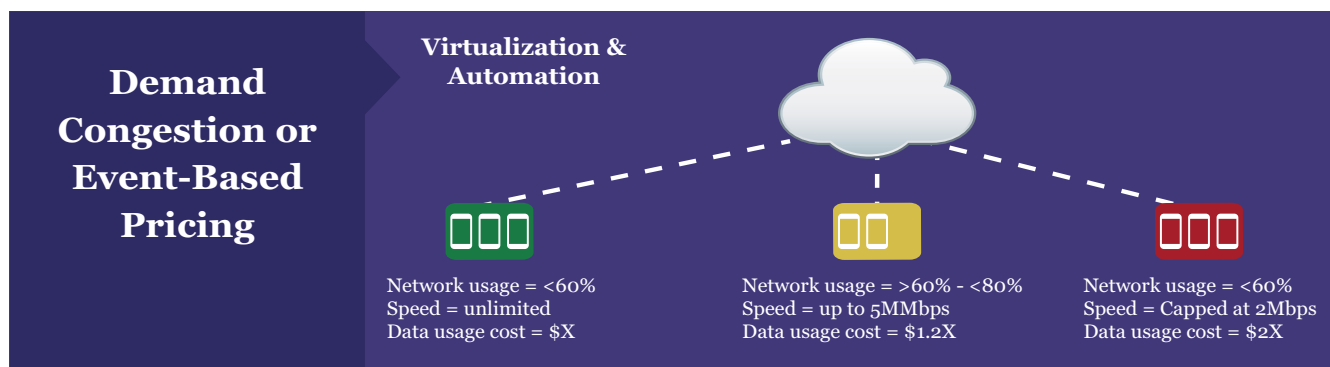 Demand
Congestion or
Event-Based
Pricing
Virtualization &
Automation
Network usage = <60%
Speed = unlimited
Data usage cost = $X
Network usage = >60% - <80%
Speed = up to 5MMbps
Data usage cost = $1.2X
Network usage = <60%
Speed = Capped at 2Mbps
Data usage cost = $2X